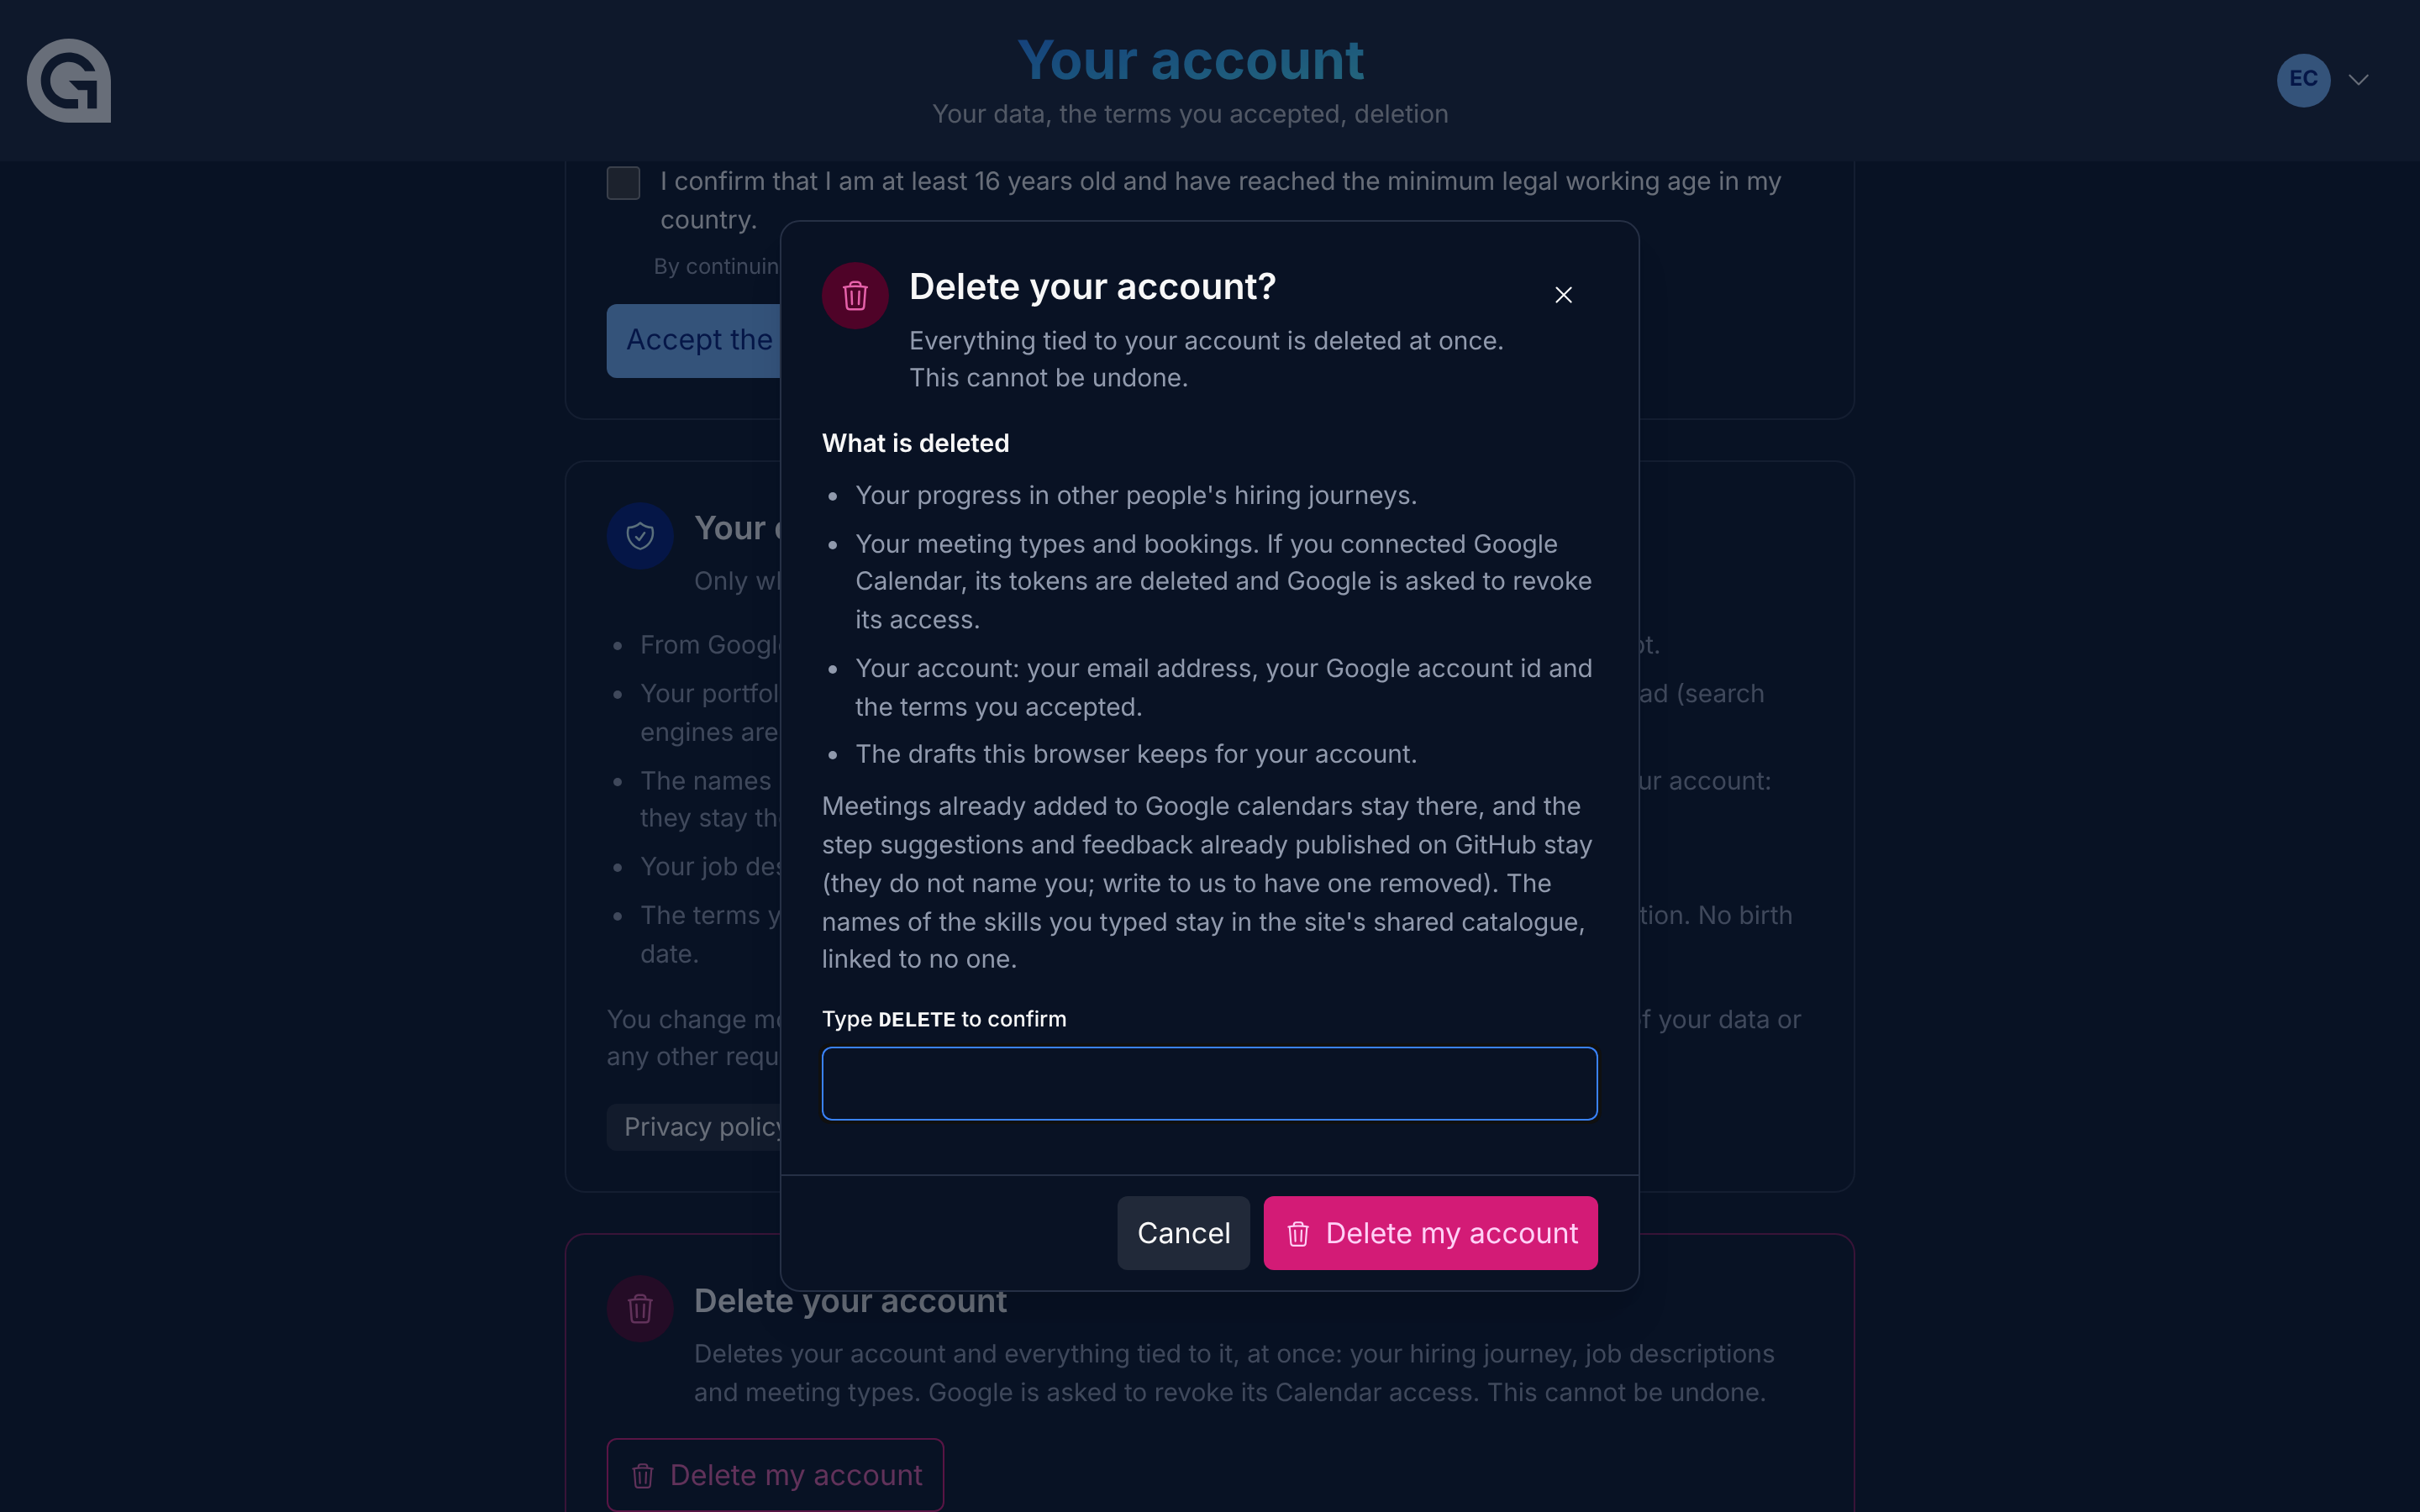 Your account
Your data, the terms you accepted, deletion
EC
I confirm that I am at least 16 years old and have reached the minimum legal working age in my
country.
By continuin
Accept the
Delete your account?
Everything tied to your account is deleted at once.
This cannot be undone.
What is deleted
Your progress in other people's hiring journeys.
Your meeting types and bookings. If you connected Google
Calendar, its tokens are deleted and Google is asked to revoke
its access.
Your account: your email address, your Google account id and
the terms you accepted.
The drafts this browser keeps for your account.
Meetings already added to Google calendars stay there, and the
step suggestions and feedback already published on GitHub stay
(they do not name you; write to us to have one removed). The
names of the skills you typed stay in the site's shared catalogue,
linked to no one.
Type DELETE to confirm
Cancel
Delete my account
Your
Only
From Googl
Your portfol
ad (search
engines are
The names
ur account:
they stay th
Your job des
The terms y
tion. No birth
date.
You change m
f your data or
any other requ
Privacy policy
Delete your account
Deletes your account and everything tied to it, at once: your hiring journey, job descriptions
and meeting types. Google is asked to revoke its Calendar access. This cannot be undone.
Delete my account